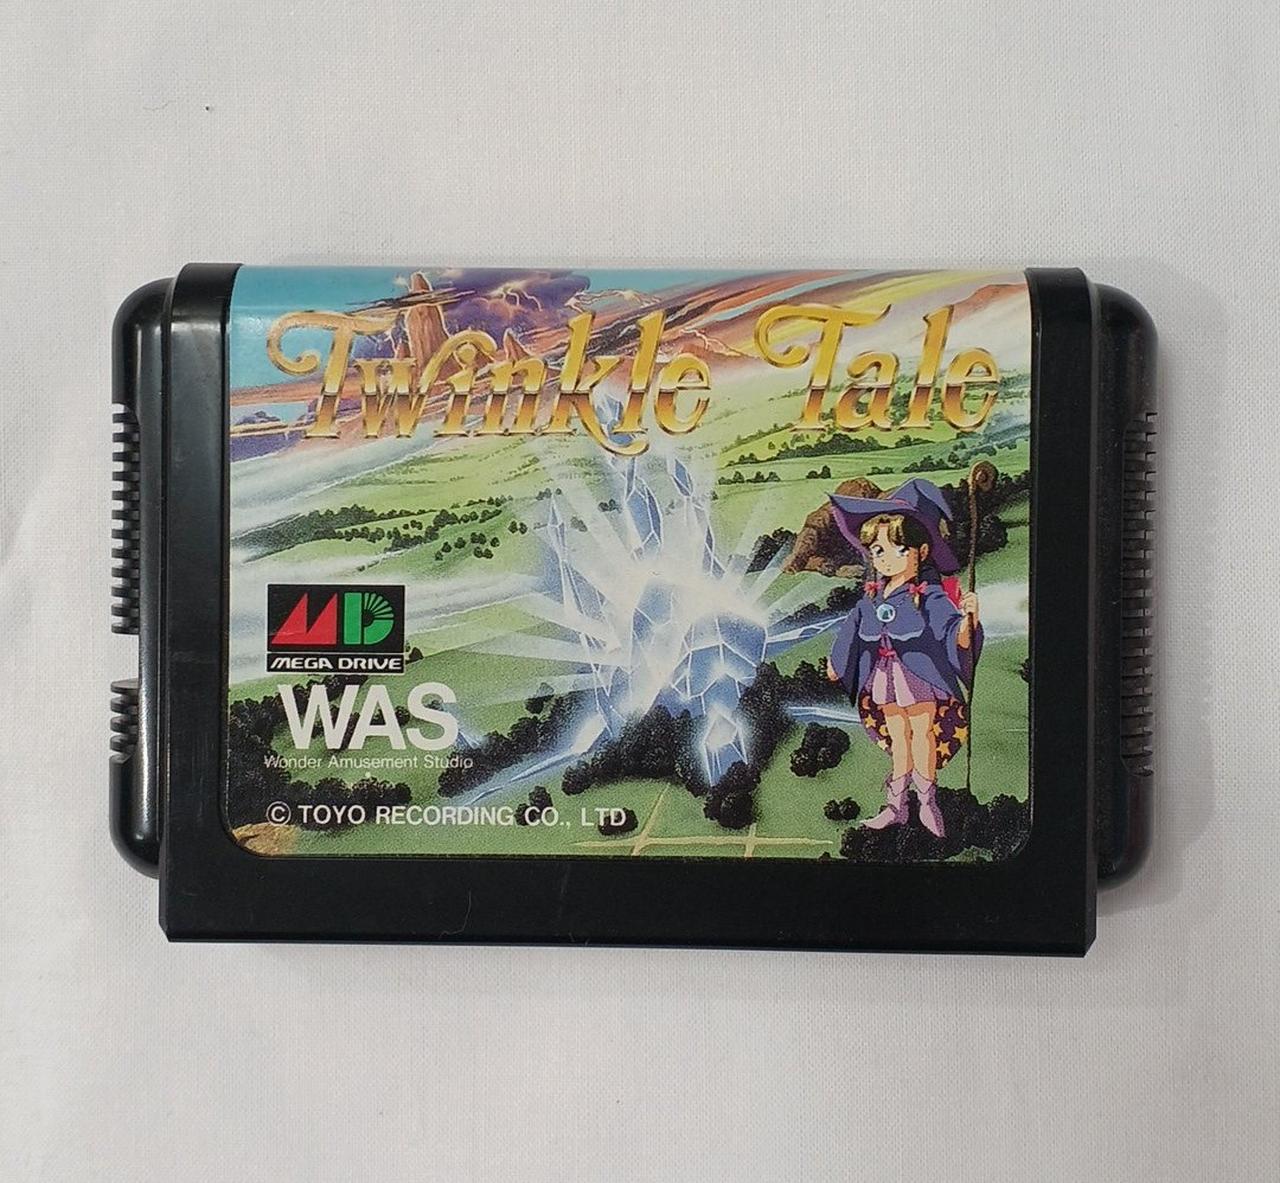 Twinkle Tale
MD
MEGA DRIVE
WAS
Wonder Amusement Studio
© TOYO RECORDING CO., LTD